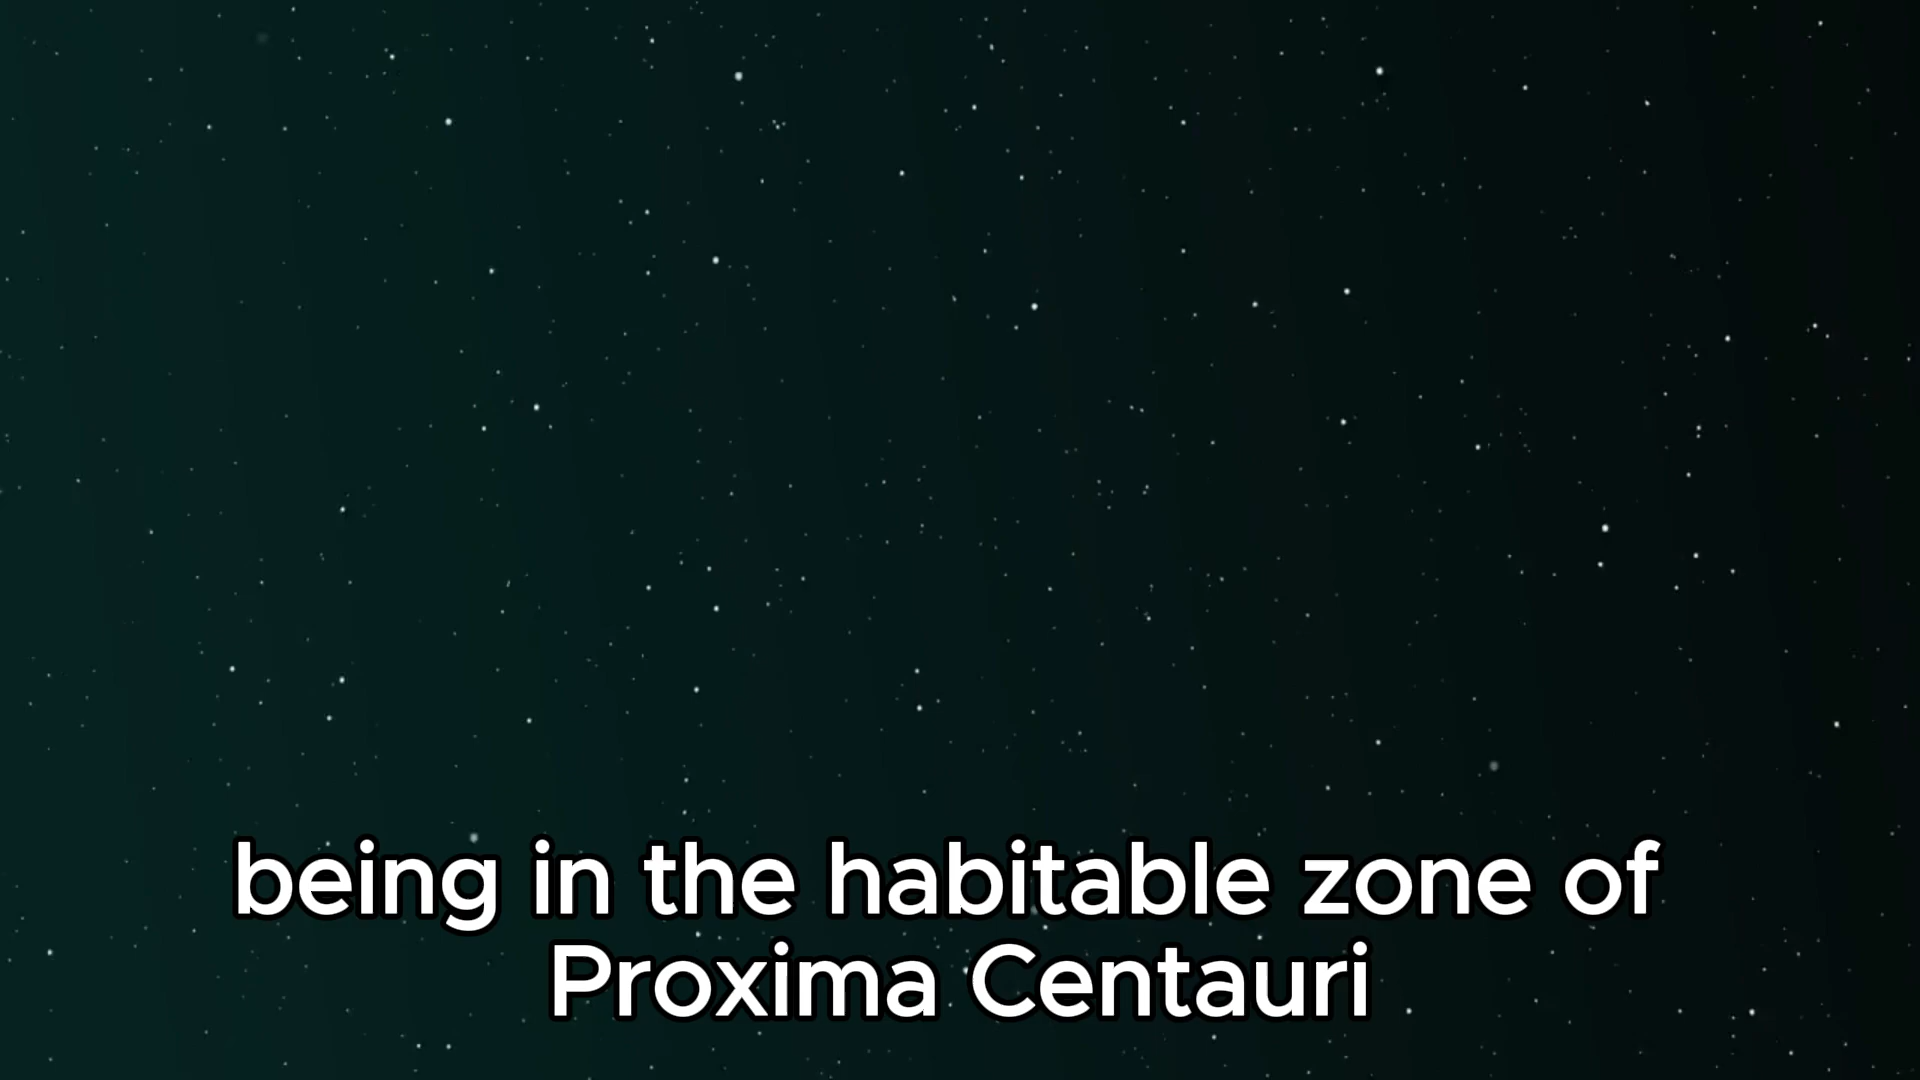 being in the habitable zone of
Proxima Centauri